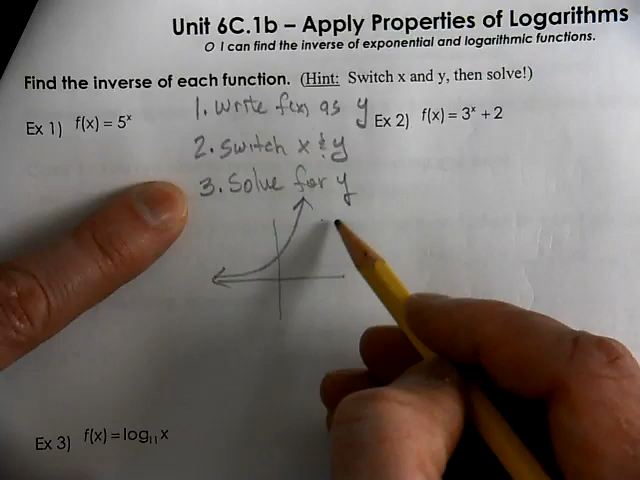 Unit 6C.1b – Apply Properties of Logarithms
O I can find the inverse of exponential and logarithmic functions.
Find the inverse of each function. (Hint: Switch x and y, then solve!)
1. Write f(x) as y
Ex 1) f(x) = 5ˣ
Ex 2) f(x) = 3ˣ + 2
2. Switch x & y
3. Solve for y
Ex 3) f(x) = log₁₁ x